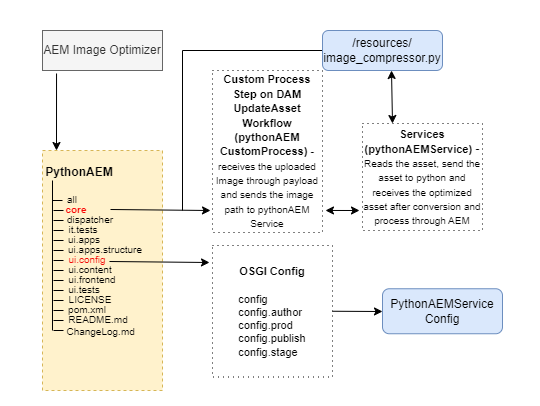 AEM Image Optimizer
/resources/
image_compressor.py
Custom Process
Step on DAM
UpdateAsset
Workflow
(pythonAEM
CustomProcess) -
receives the uploaded
Image through payload
and sends the image
path to pythonAEM
Service
Services
(pythonAEMService) -
Reads the asset, send the
asset to python and
receives the optimized
asset after conversion and
process through AEM
PythonAEM
all
core
dispatcher
it.tests
ui.apps
ui.apps.structure
ui.config
ui.content
ui.frontend
ui.tests
LICENSE
pom.xml
README.md
ChangeLog.md
OSGI Config
config
config.author
config.prod
config.publish
config.stage
PythonAEMService
Config